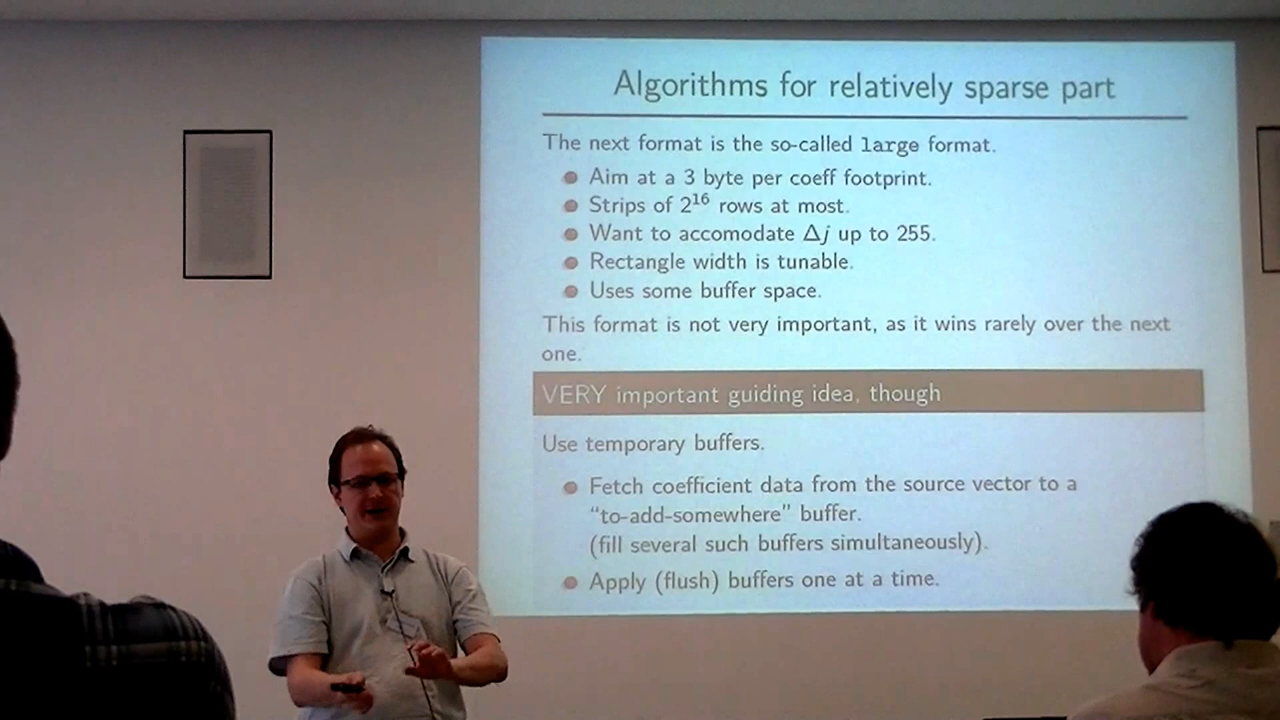 Algorithms for relatively sparse part
The next format is the so-called large format.
Aim at a 3 byte per coeff footprint.
Strips of 2¹⁶ rows at most.
Want to accomodate Δj up to 255.
Rectangle width is tunable.
Uses some buffer space.
This format is not very important, as it wins rarely over the next
one.
VERY important guiding idea, though
Use temporary buffers.
Fetch coefficient data from the source vector to a
“to-add-somewhere” buffer.
(fill several such buffers simultaneously).
Apply (flush) buffers one at a time.